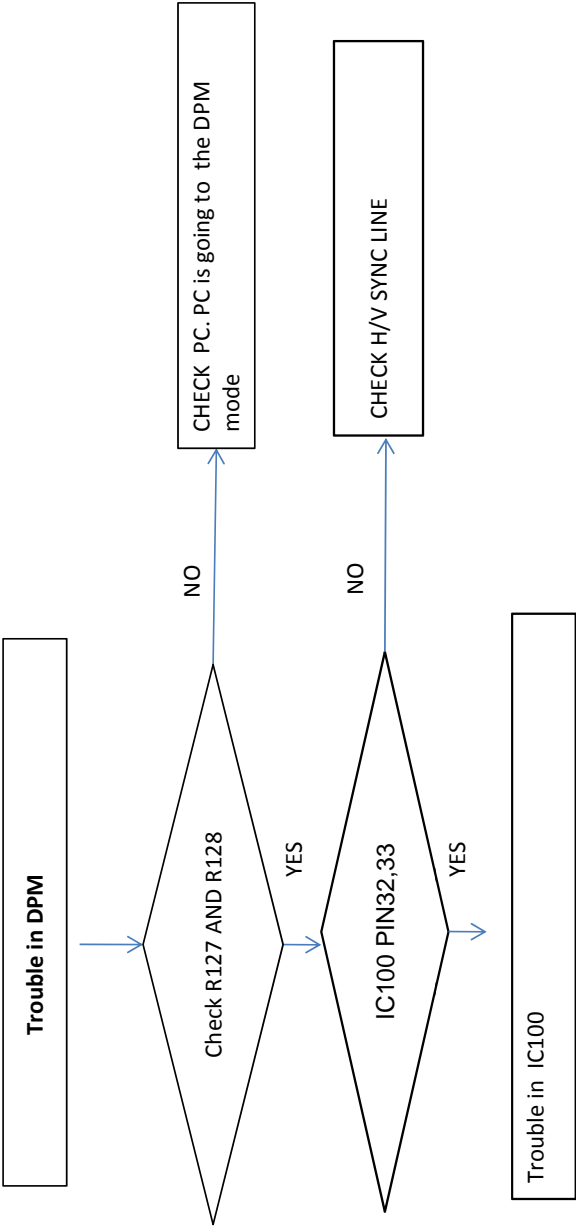 Trouble in DPM
Check R127 AND R128
NO
CHECK  PC. PC is going to  the DPM
mode
YES
IC100 PIN32,33
NO
CHECK H/V SYNC LINE
YES
Trouble in  IC100